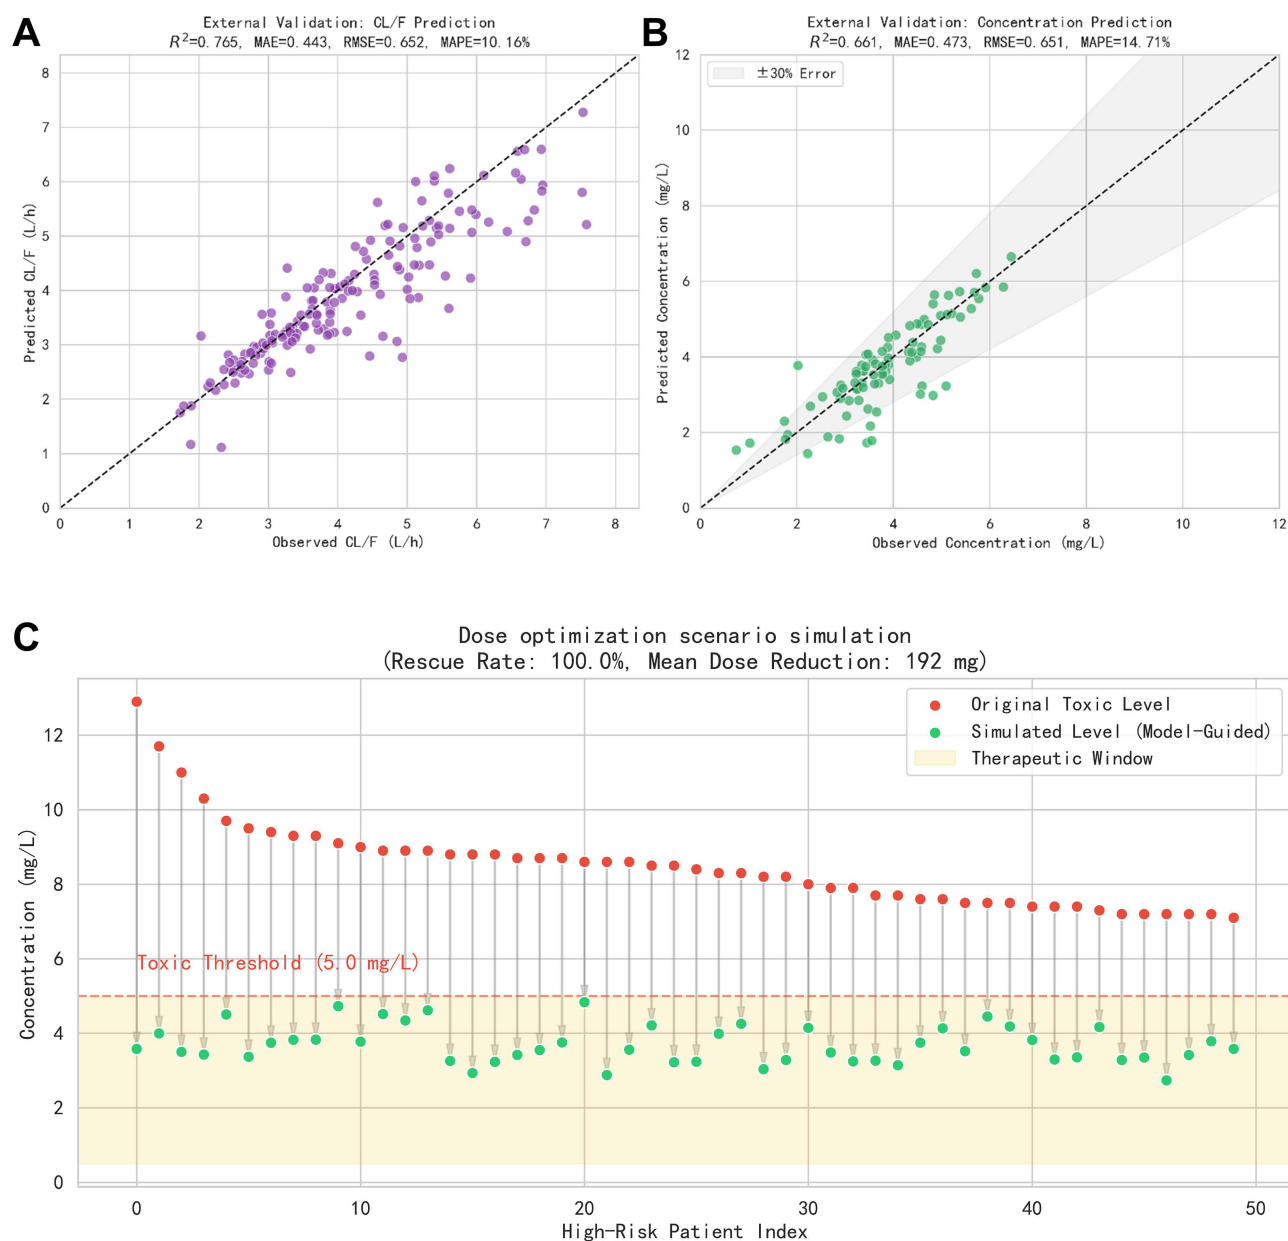 A
External Validation: CL/F Prediction
R²=0.765, MAE=0.443, RMSE=0.652, MAPE=10.16%
8
7
6
5
4
3
2
1
0
Predicted CL/F (L/h)
0 1 2 3 4 5 6 7 8
Observed CL/F (L/h)
B
External Validation: Concentration Prediction
R²=0.661, MAE=0.473, RMSE=0.651, MAPE=14.71%
±30% Error
12
10
8
6
4
2
0
Predicted Concentration (mg/L)
0 2 4 6 8 10 12
Observed Concentration (mg/L)
C
Dose optimization scenario simulation
(Rescue Rate: 100.0%, Mean Dose Reduction: 192 mg)
Original Toxic Level
Simulated Level (Model-Guided)
Therapeutic Window
12
10
8
6
4
2
0
Concentration (mg/L)
Toxic Threshold (5.0 mg/L)
0 10 20 30 40 50
High-Risk Patient Index